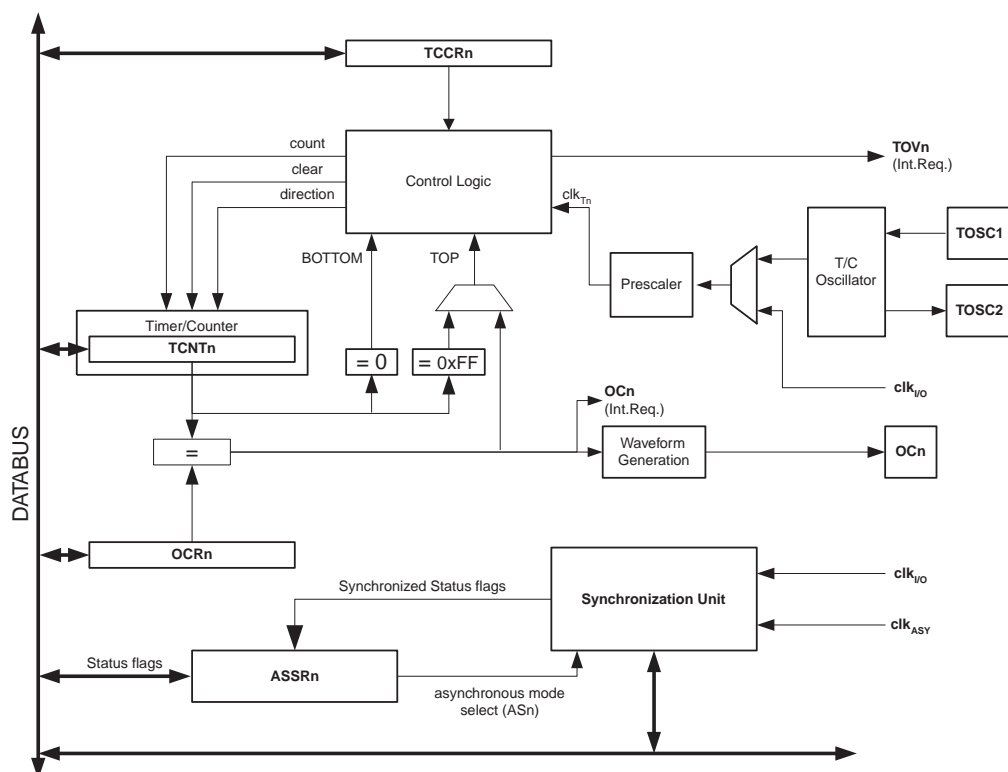 TCCRn
count
clear
direction
Control Logic
TOVn
(Int.Req.)
clkTn
BOTTOM
TOP
TOSC1
T/C
Oscillator
Prescaler
TOSC2
Timer/Counter
TCNTn
= 0
= 0xFF
clkI/O
OCn
(Int.Req.)
=
Waveform
Generation
OCn
DATABUS
OCRn
Synchronized Status flags
Synchronization Unit
clkI/O
clkASY
Status flags
ASSRn
asynchronous mode
select (ASn)